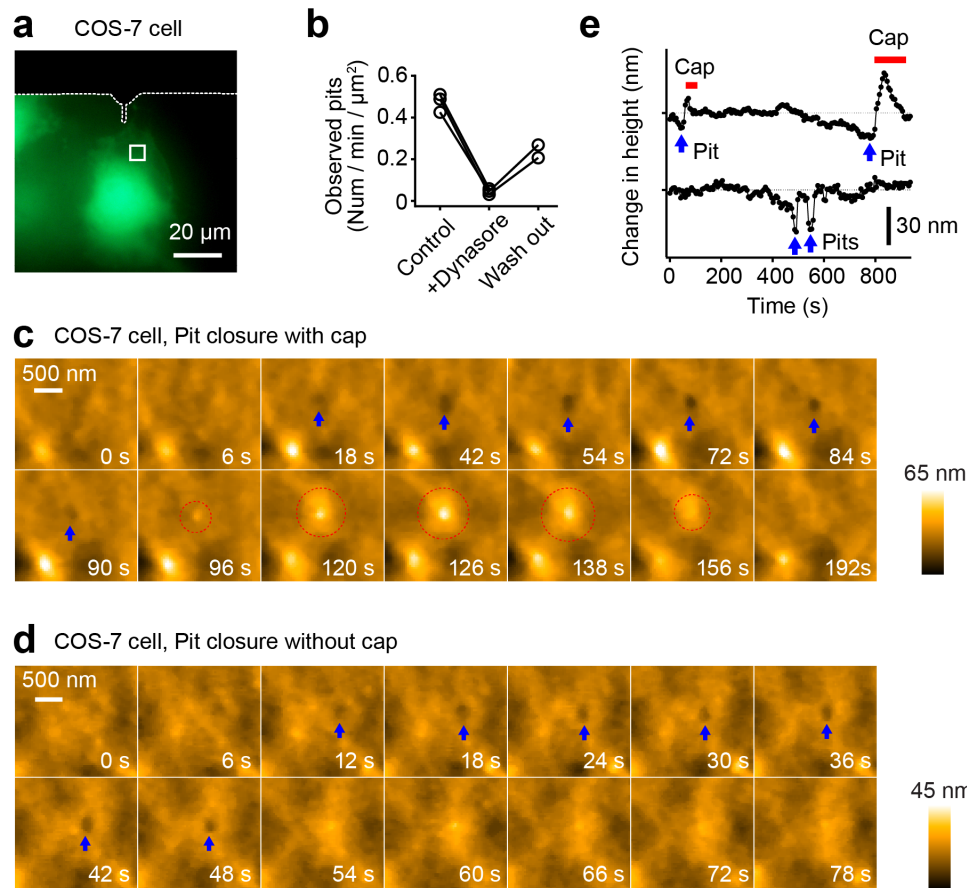 a
COS-7 cell
20 µm
b
Observed pits
(Num / min / µm²)
0.6
0.4
0.2
0
Control
+Dynasore
Wash out
e
Change in height (nm)
Cap
Cap
Pit
Pit
Pits
30 nm
0 200 400 600 800
Time (s)
c COS-7 cell, Pit closure with cap
500 nm
0 s 6 s 18 s 42 s 54 s 72 s 84 s
90 s 96 s 120 s 126 s 138 s 156 s 192s
65 nm
d COS-7 cell, Pit closure without cap
500 nm
0 s 6 s 12 s 18 s 24 s 30 s 36 s
42 s 48 s 54 s 60 s 66 s 72 s 78 s
45 nm